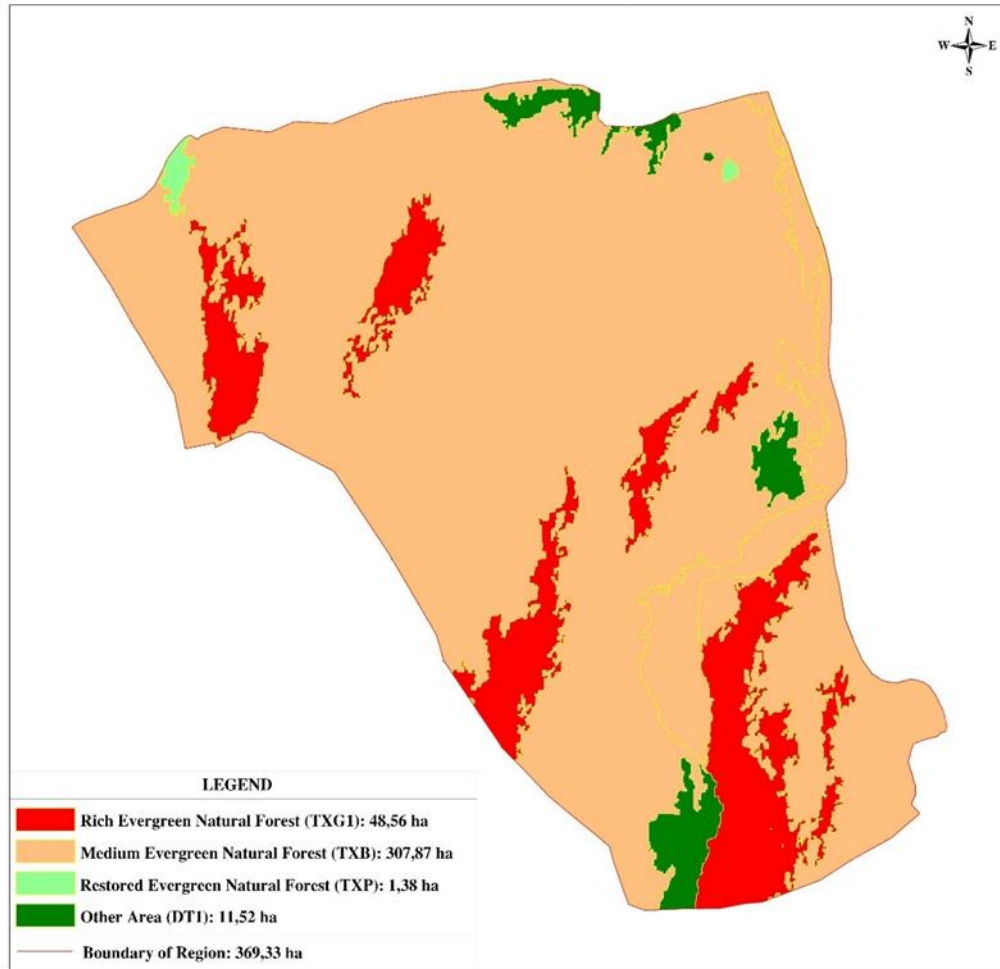 N
W E
S
LEGEND
Rich Evergreen Natural Forest (TXG1): 48,56 ha
Medium Evergreen Natural Forest (TXB): 307,87 ha
Restored Evergreen Natural Forest (TXP): 1,38 ha
Other Area (DT1): 11,52 ha
Boundary of Region: 369,33 ha